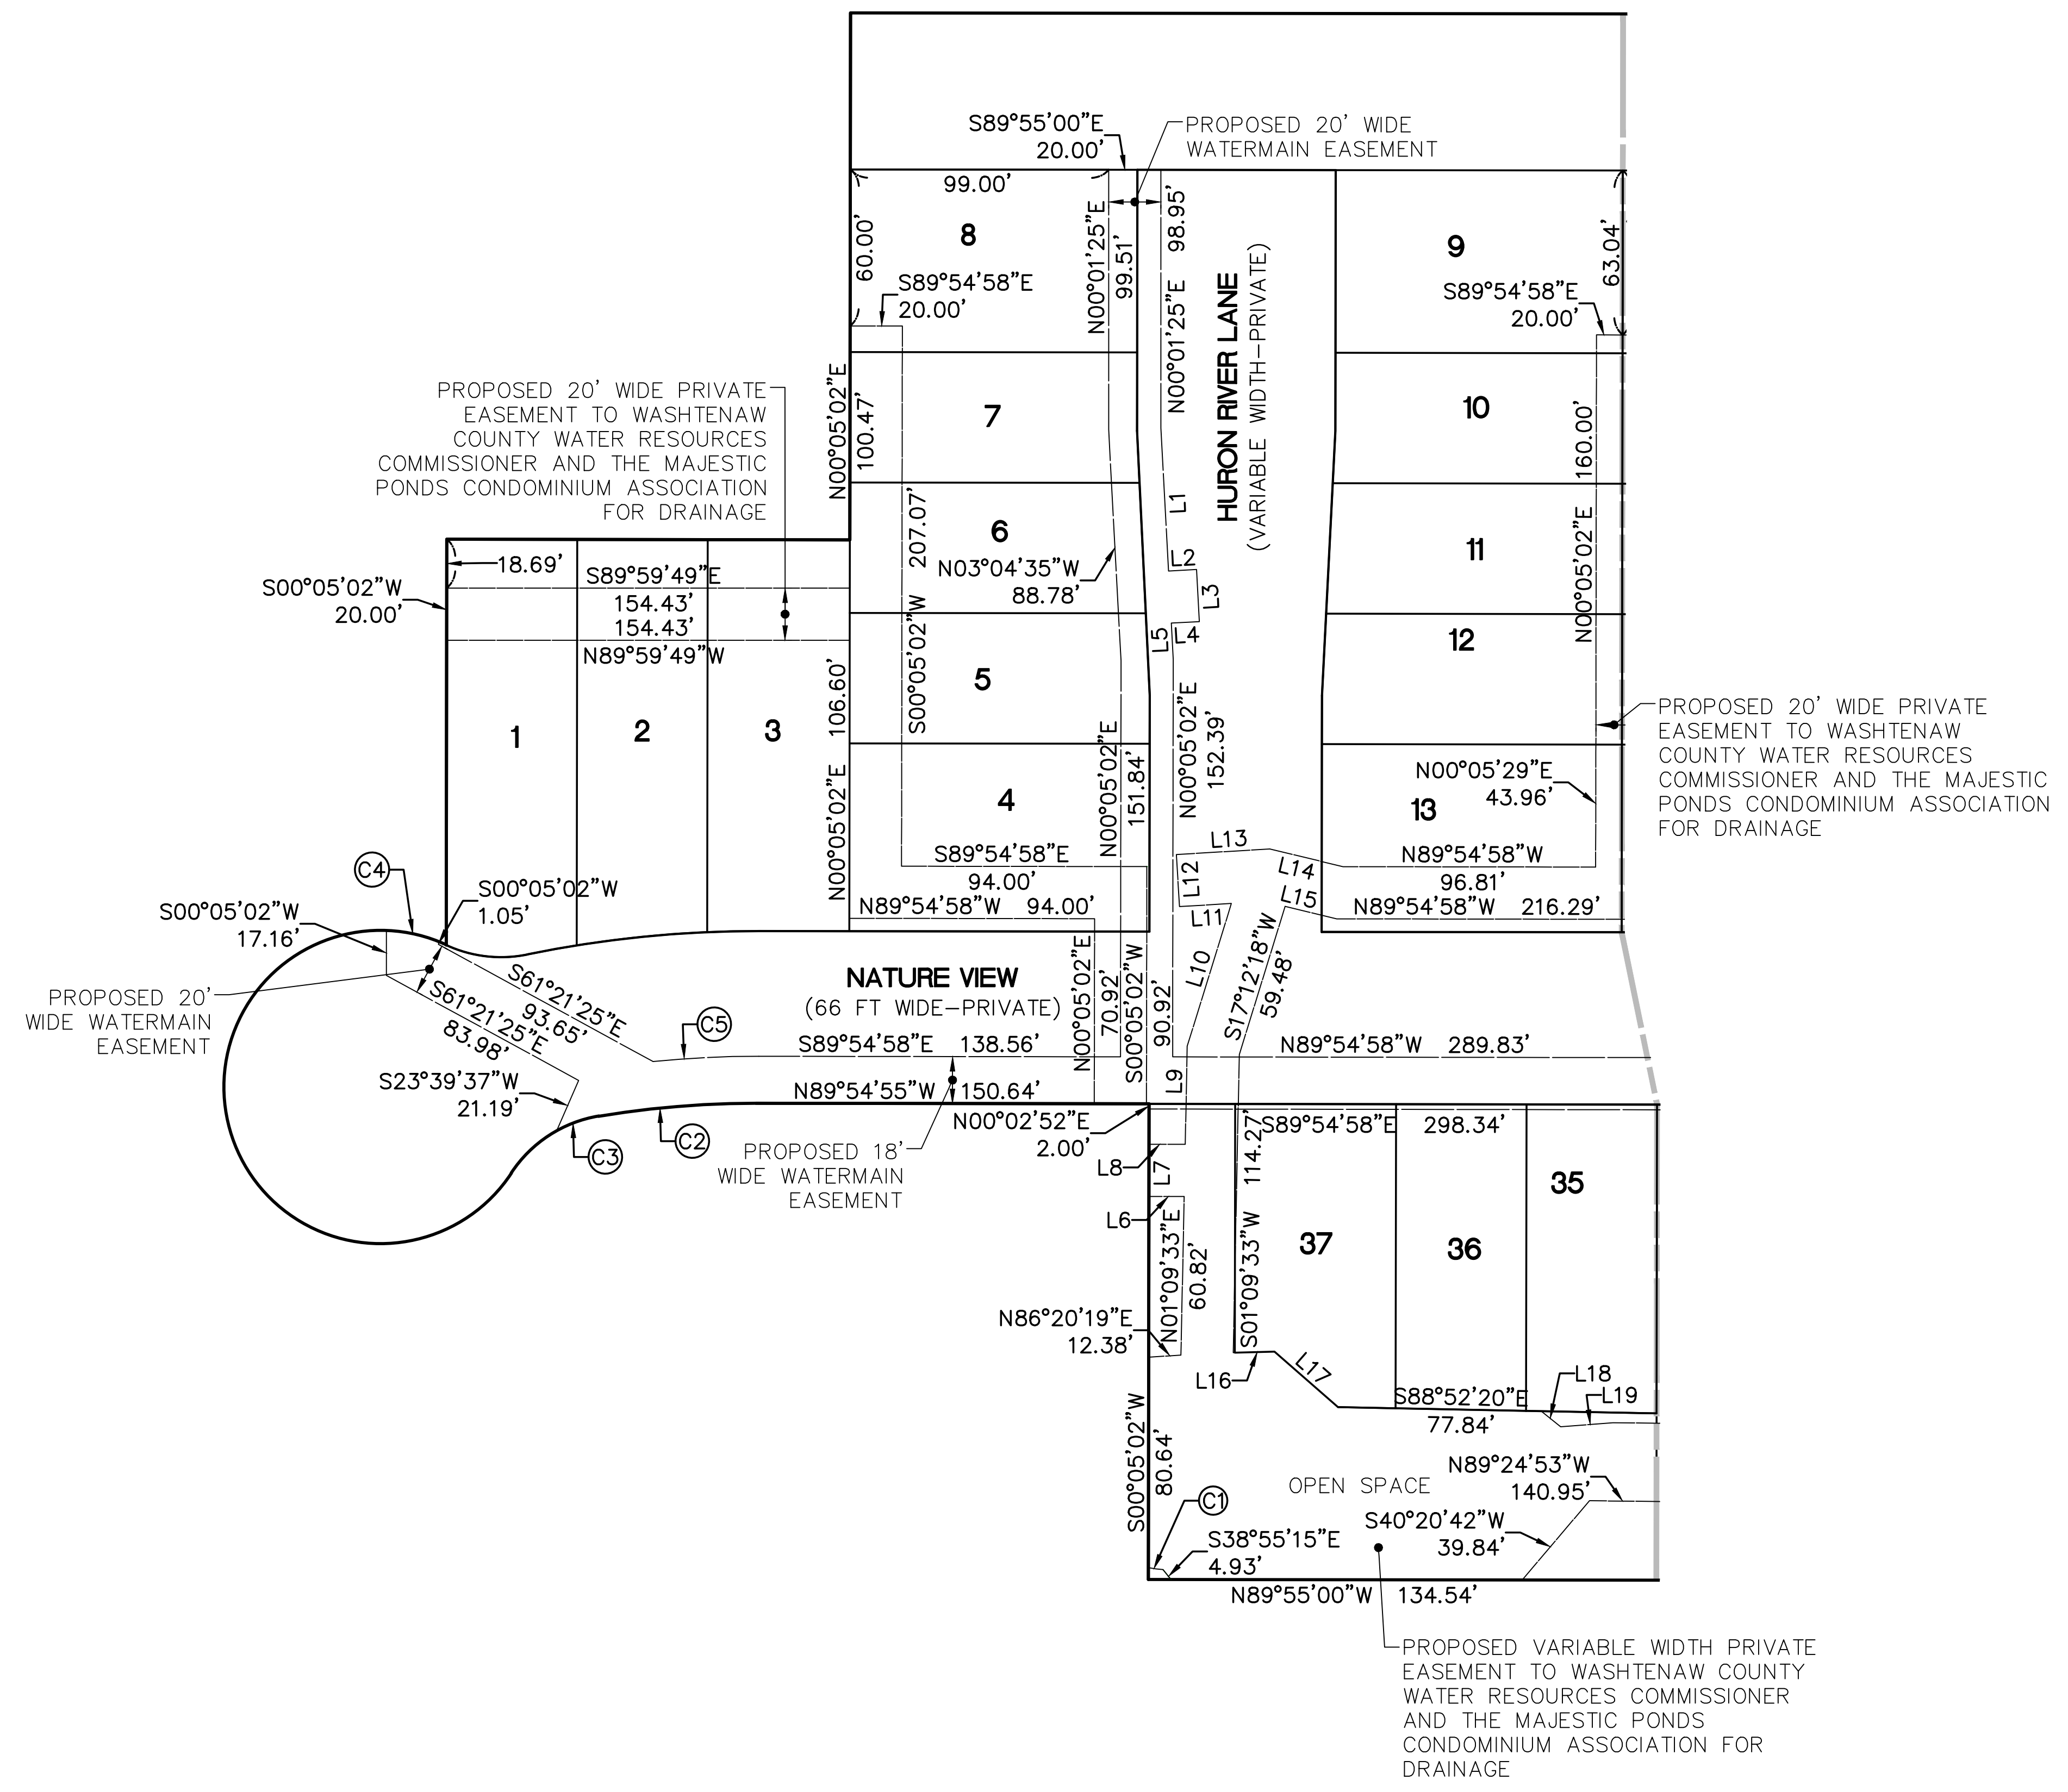 S89°55'00"E
20.00'
PROPOSED 20' WIDE
WATERMAIN EASEMENT
99.00'
8
60.00'
N00°01'25"E
99.51'
N00°01'25"E 98.95'
S89°54'58"E
20.00'
HURON RIVER LANE
(VARIABLE WIDTH-PRIVATE)
9
63.04'
S89°54'58"E
20.00'
PROPOSED 20' WIDE PRIVATE
EASEMENT TO WASHTENAW
COUNTY WATER RESOURCES
COMMISSIONER AND THE MAJESTIC
PONDS CONDOMINIUM ASSOCIATION
FOR DRAINAGE
N00°05'02"E
100.47'
7
10
N00°05'02"E 160.00'
6
S00°05'02"W 207.07'
N03°04'35"W
88.78'
L1
L2
L3
L4
L5
11
12
18.69'
S00°05'02"W
20.00'
S89°59'49"E
154.43'
154.43'
N89°59'49"W
1
2
3
N00°05'02"E 106.60'
5
4
N00°05'02"E
151.84'
N00°05'02"E
152.39'
PROPOSED 20' WIDE PRIVATE
EASEMENT TO WASHTENAW
COUNTY WATER RESOURCES
COMMISSIONER AND THE MAJESTIC
PONDS CONDOMINIUM ASSOCIATION
FOR DRAINAGE
N00°05'29"E
43.96'
13
L13
L14
L12
L11
L15
N89°54'58"W
96.81'
N89°54'58"W 216.29'
S89°54'58"E
94.00'
N89°54'58"W 94.00'
C4
S00°05'02"W
1.05'
S00°05'02"W
17.16'
PROPOSED 20'
WIDE WATERMAIN
EASEMENT
S61°21'25"E
93.65'
S61°21'25"E
83.98'
S23°39'37"W
21.19'
NATURE VIEW
(66 FT WIDE-PRIVATE)
C5
S89°54'58"E 138.56'
N89°54'55"W 150.64'
N00°05'02"E
70.92'
S00°05'02"W
90.92'
L10
L9
S17°12'18"W
59.48'
N89°54'58"W 289.83'
C3
C2
PROPOSED 18'
WIDE WATERMAIN
EASEMENT
N00°02'52"E
2.00'
L8
L7
L6
S89°54'58"E 298.34'
S01°09'33"W 114.27'
35
36
37
N01°09'33"E
60.82'
N86°20'19"E
12.38'
L16
L17
L18
L19
S88°52'20"E
77.84'
S00°05'02"W
80.64'
N89°24'53"W
140.95'
OPEN SPACE
S40°20'42"W
39.84'
C1
S38°55'15"E
4.93'
N89°55'00"W 134.54'
PROPOSED VARIABLE WIDTH PRIVATE
EASEMENT TO WASHTENAW COUNTY
WATER RESOURCES COMMISSIONER
AND THE MAJESTIC PONDS
CONDOMINIUM ASSOCIATION FOR
DRAINAGE